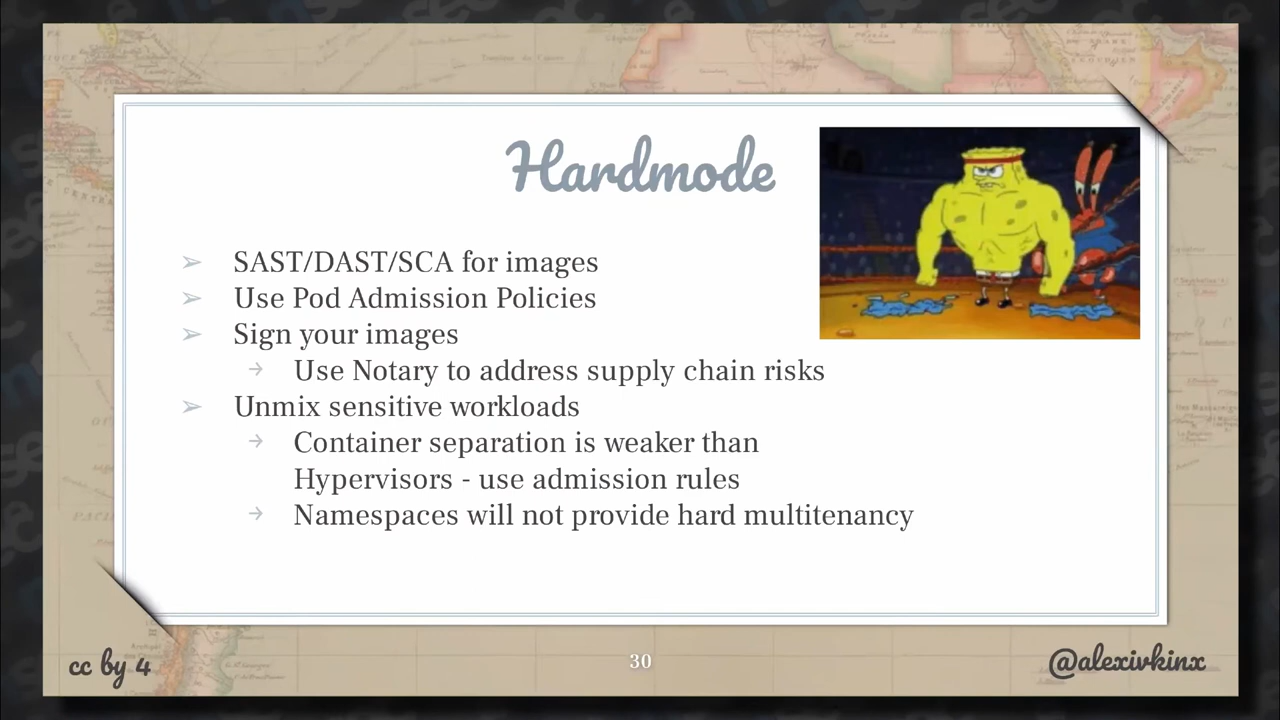 Hardmode
➢ SAST/DAST/SCA for images
➢ Use Pod Admission Policies
➢ Sign your images
→ Use Notary to address supply chain risks
➢ Unmix sensitive workloads
→ Container separation is weaker than
Hypervisors - use admission rules
→ Namespaces will not provide hard multitenancy
cc by 4
30
@alexivkinx